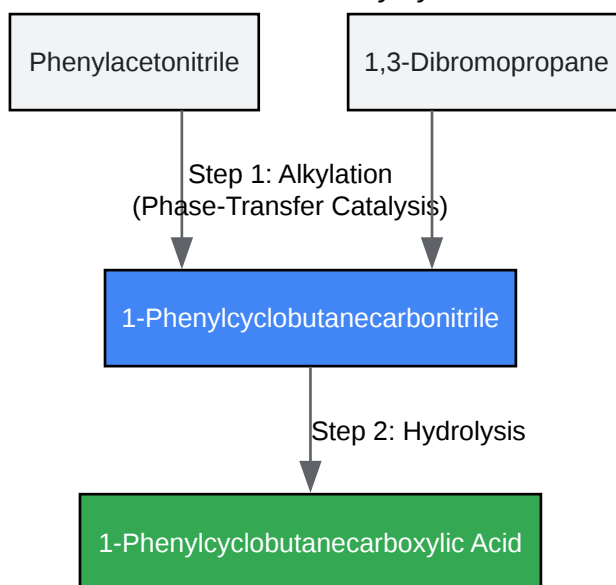 Phenylacetonitrile
1,3-Dibromopropane
Step 1: Alkylation
(Phase-Transfer Catalysis)
1-Phenylcyclobutanecarbonitrile
Step 2: Hydrolysis
1-Phenylcyclobutanecarboxylic Acid